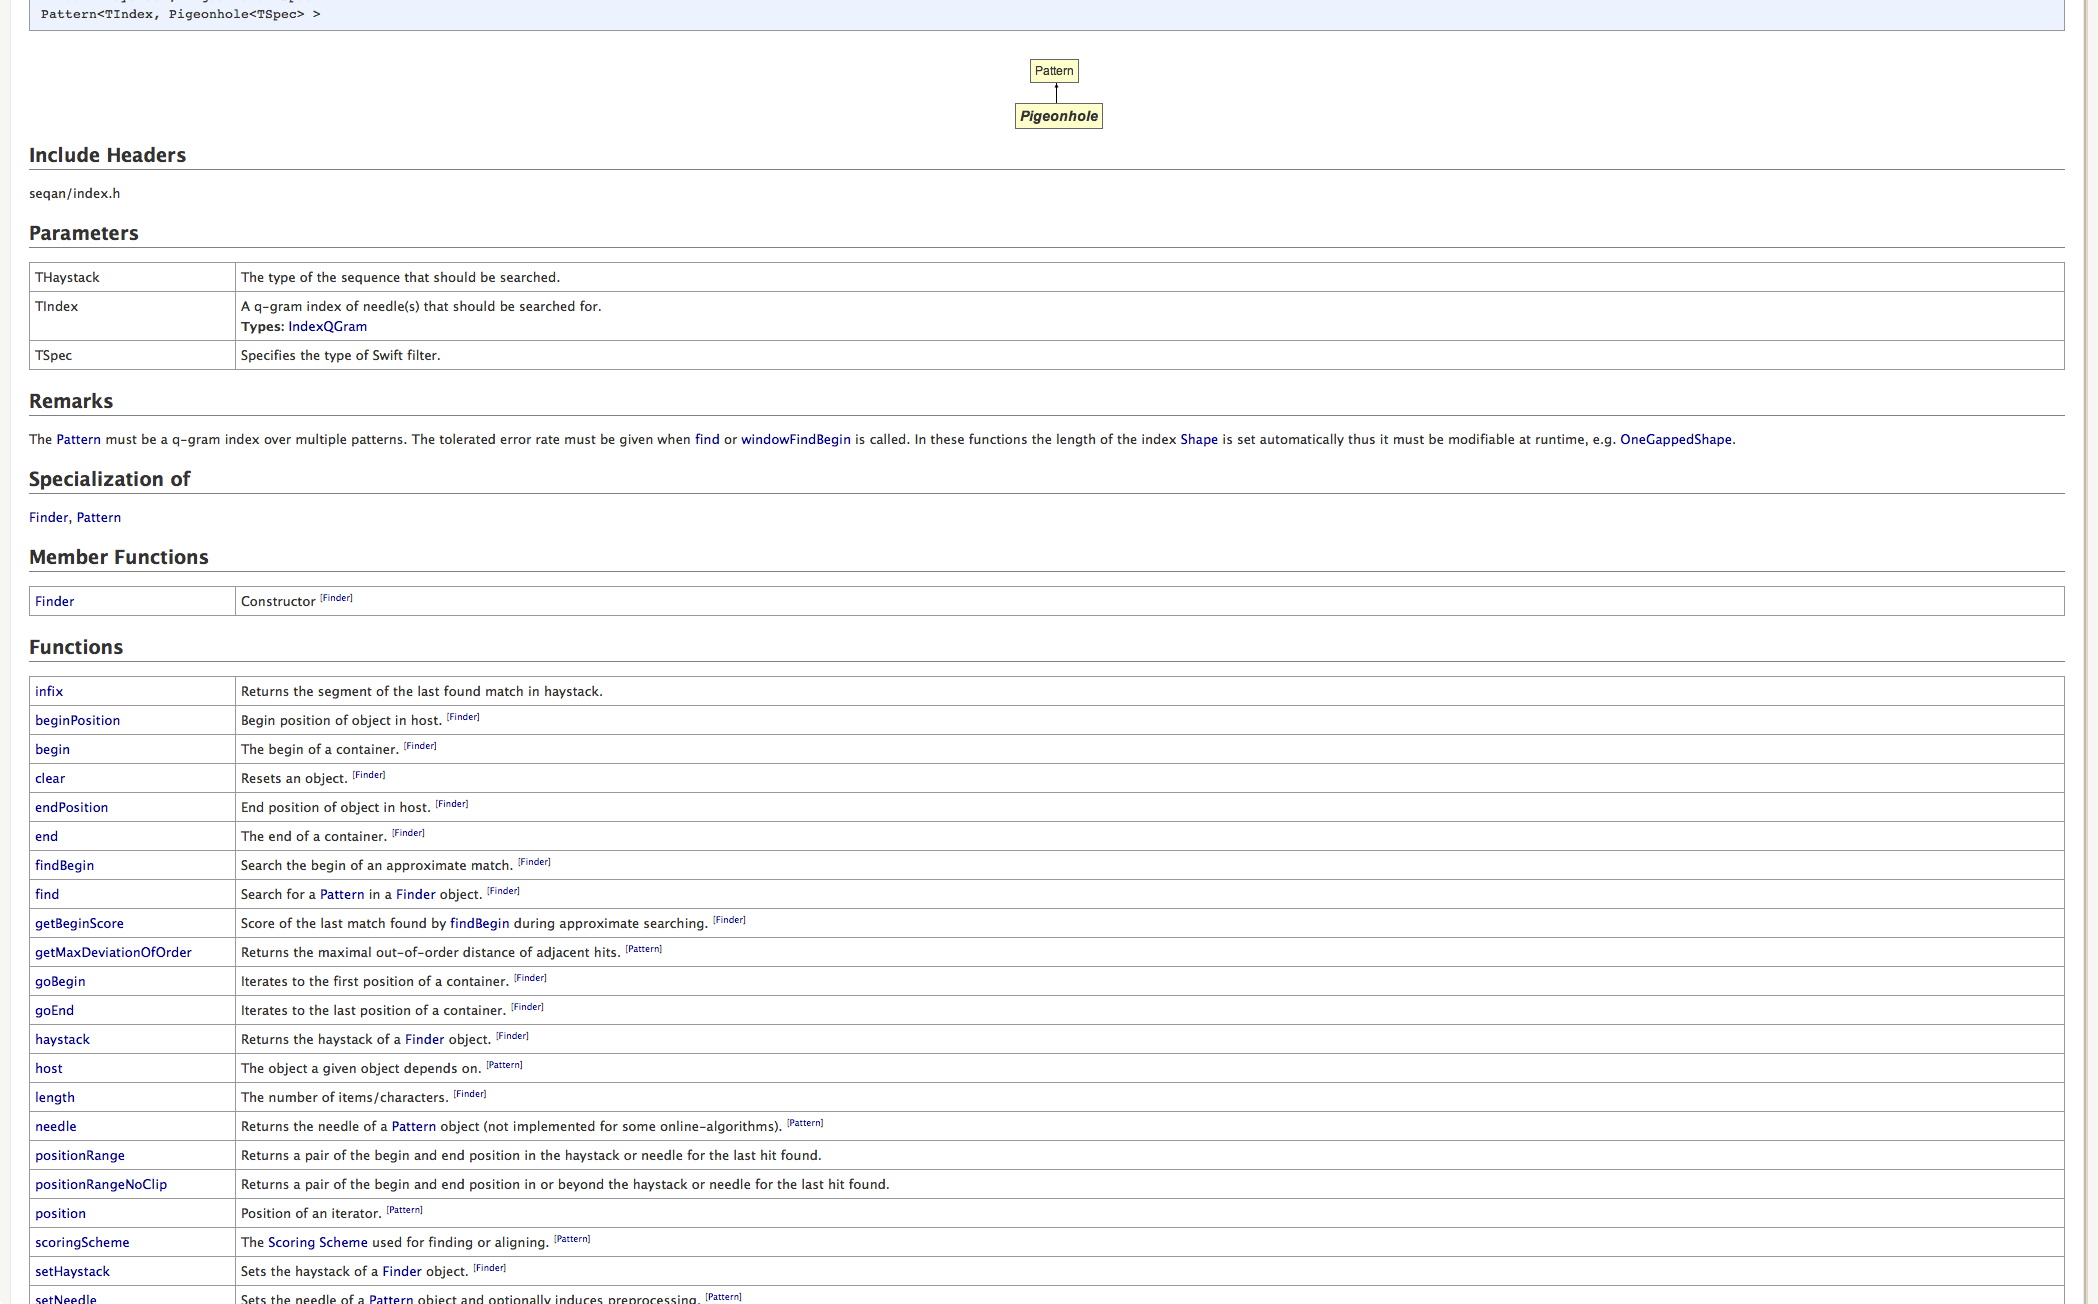 Pattern<TIndex, Pigeonhole<TSpec> >
Pattern
Pigeonhole
Include Headers
seqan/index.h
Parameters
THaystack The type of the sequence that should be searched.
TIndex A q-gram index of needle(s) that should be searched for.
Types: IndexQGram
TSpec Specifies the type of Swift filter.
Remarks
The Pattern must be a q-gram index over multiple patterns. The tolerated error rate must be given when find or windowFindBegin is called. In these functions the length of the index Shape is set automatically thus it must be modifiable at runtime, e.g. OneGappedShape.
Specialization of
Finder, Pattern
Member Functions
Finder Constructor [Finder]
Functions
infix Returns the segment of the last found match in haystack.
beginPosition Begin position of object in host. [Finder]
begin The begin of a container. [Finder]
clear Resets an object. [Finder]
endPosition End position of object in host. [Finder]
end The end of a container. [Finder]
findBegin Search the begin of an approximate match. [Finder]
find Search for a Pattern in a Finder object. [Finder]
getBeginScore Score of the last match found by findBegin during approximate searching. [Finder]
getMaxDeviationOfOrder Returns the maximal out-of-order distance of adjacent hits. [Pattern]
goBegin Iterates to the first position of a container. [Finder]
goEnd Iterates to the last position of a container. [Finder]
haystack Returns the haystack of a Finder object. [Finder]
host The object a given object depends on. [Pattern]
length The number of items/characters. [Finder]
needle Returns the needle of a Pattern object (not implemented for some online-algorithms). [Pattern]
positionRange Returns a pair of the begin and end position in the haystack or needle for the last hit found.
positionRangeNoClip Returns a pair of the begin and end position in or beyond the haystack or needle for the last hit found.
position Position of an iterator. [Pattern]
scoringScheme The Scoring Scheme used for finding or aligning. [Pattern]
setHaystack Sets the haystack of a Finder object. [Finder]
setNeedle Sets the needle of a Pattern object and optionally induces preprocessing. [Pattern]